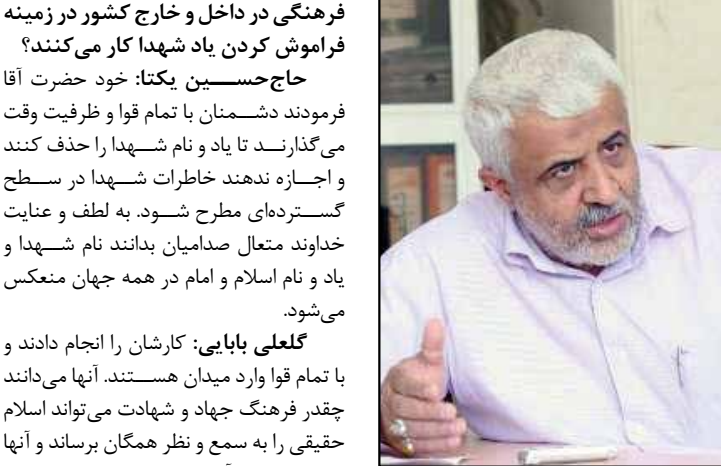 فرهنگی در داخل و خارج کشور در زمینه
فراموش کردن یاد شهدا کار می‌کنند؟
حاج‌حسین یکتا: خود حضرت آقا
فرمودند دشمنان با تمام قوا و ظرفیت وقت
می‌گذارند تا یاد و نام شهدا را حذف کنند
و اجازه ندهند خاطرات شهدا در سطح
گسترده‌ای مطرح شود. به لطف و عنایت
خداوند متعال صدامیان بدانند نام شهدا و
یاد و نام اسلام و امام در همه جهان منعکس
می‌شود.
گلعلی بابایی: کارشان را انجام دادند و
با تمام قوا وارد میدان هستند. آنها می‌دانند
چقدر فرهنگ جهاد و شهادت می‌تواند اسلام
حقیقی را به سمع و نظر همگان برساند و آنها